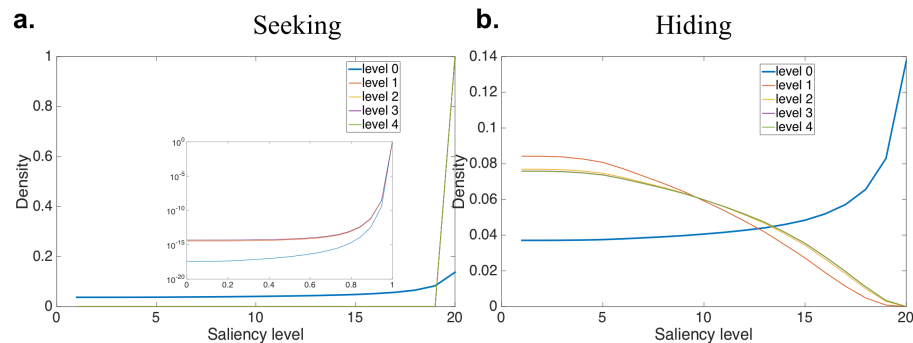 a.
Seeking
1
0.8
0.6
0.4
0.2
0
Density
0
5
10
15
20
Saliency level
level 0
level 1
level 2
level 3
level 4
10^0
10^-5
10^-10
10^-15
10^-20
0
0.2
0.4
0.6
0.8
1
b.
Hiding
0.14
0.12
0.1
0.08
0.06
0.04
0.02
0
Density
0
5
10
15
20
Saliency level
level 0
level 1
level 2
level 3
level 4